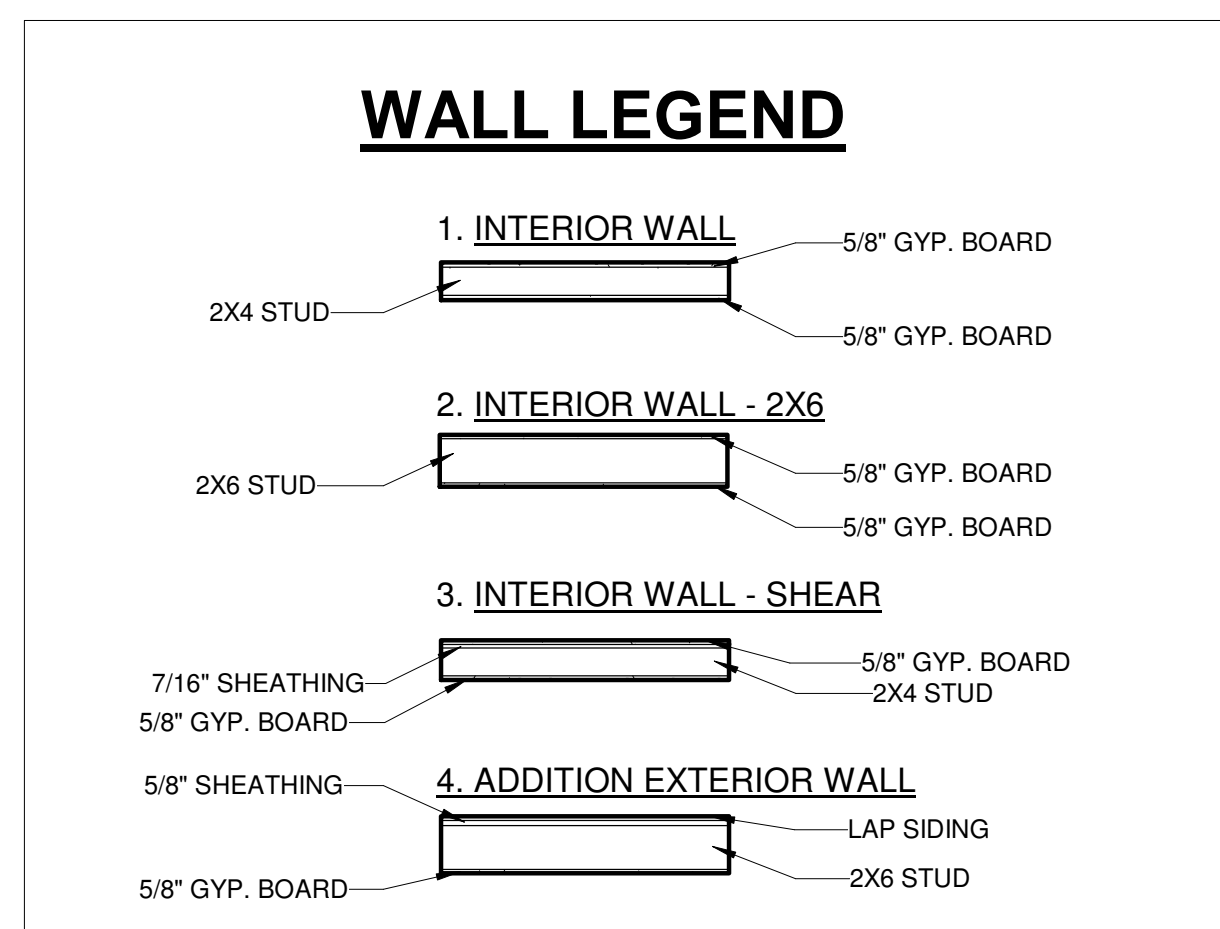 WALL LEGEND
1. INTERIOR WALL
5/8" GYP. BOARD
2X4 STUD
5/8" GYP. BOARD
2. INTERIOR WALL - 2X6
5/8" GYP. BOARD
2X6 STUD
5/8" GYP. BOARD
3. INTERIOR WALL - SHEAR
5/8" GYP. BOARD
7/16" SHEATHING
2X4 STUD
5/8" GYP. BOARD
4. ADDITION EXTERIOR WALL
5/8" SHEATHING
LAP SIDING
2X6 STUD
5/8" GYP. BOARD